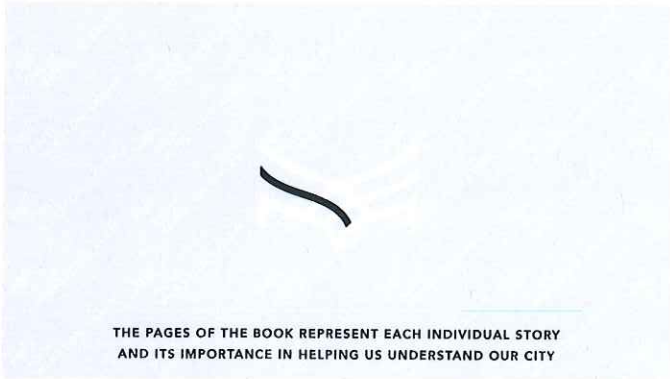 THE PAGES OF THE BOOK REPRESENT EACH INDIVIDUAL STORY
AND ITS IMPORTANCE IN HELPING US UNDERSTAND OUR CITY